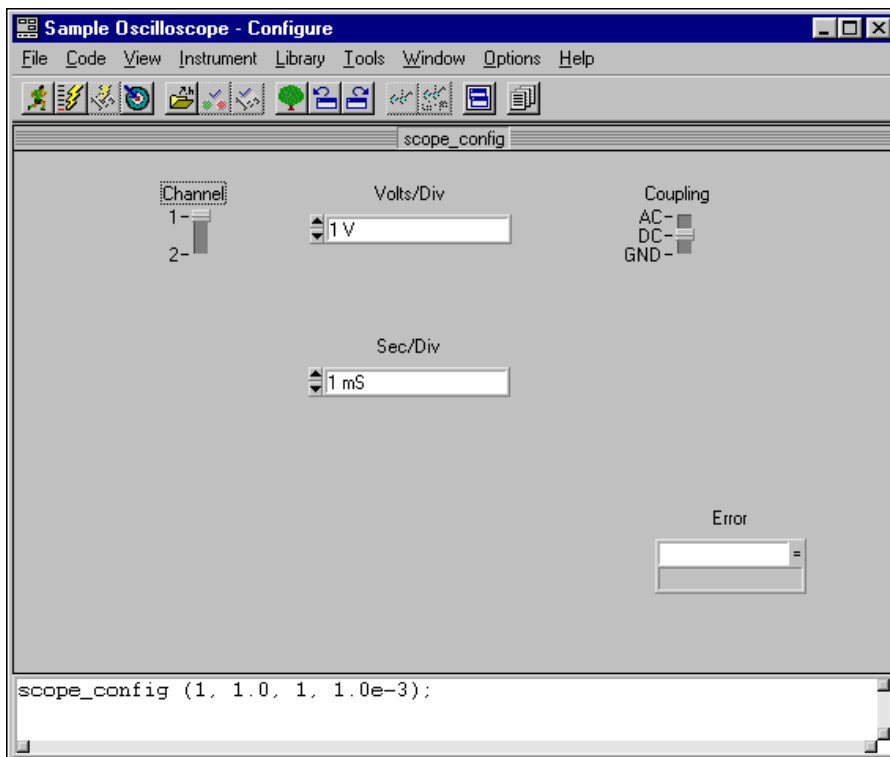 Sample Oscilloscope - Configure
File Code View Instrument Library Tools Window Options Help
scope_config
Channel
1
2
Volts/Div
1 V
Coupling
AC
DC
GND
Sec/Div
1 mS
Error
=
scope_config (1, 1.0, 1, 1.0e-3);